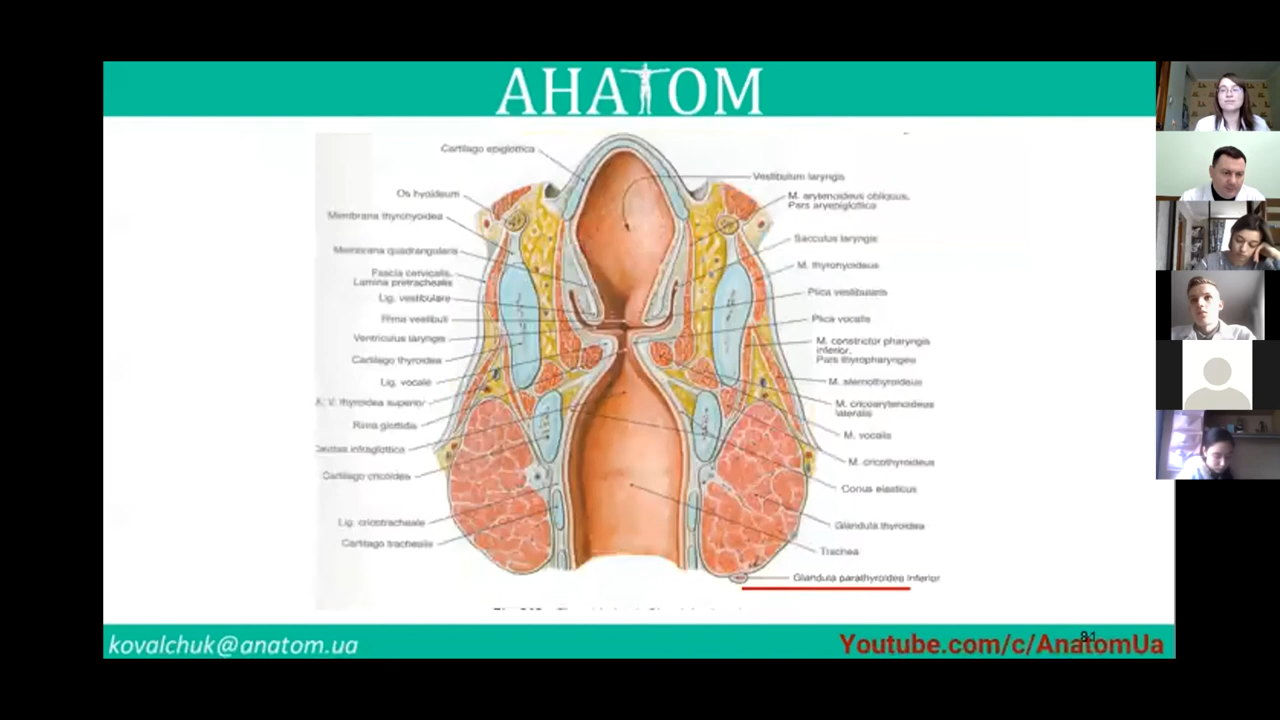 АНАТОМ
Cartilago epiglottica
Vestibulum laryngis
Os hyoideum
M. arytenoideus obliquus,
Pars aryepiglottica
Membrana thyrohyoidea
Sacculus laryngis
Membrana quadrangularis
M. thyrohyoideus
Fascia cervicalis,
Lamina pretrachealis
Lig. vestibulare
Plica vestibularis
Rima vestibuli
Plica vocalis
Ventriculus laryngis
M. constrictor pharyngis
inferior,
Pars thyropharyngea
Cartilago thyroidea
Lig. vocale
M. sternothyroideus
A. V. thyroidea superior
M. cricoarytenoideus
lateralis
Rima glottidis
M. vocalis
Cavitas infraglottica
M. cricothyroideus
Cartilago cricoidea
Conus elasticus
Lig. cricotracheale
Glandula thyroidea
Cartilago trachealis
Trachea
Glandula parathyroidea inferior
kovalchuk@anatom.ua
81
Youtube.com/c/AnatomUa